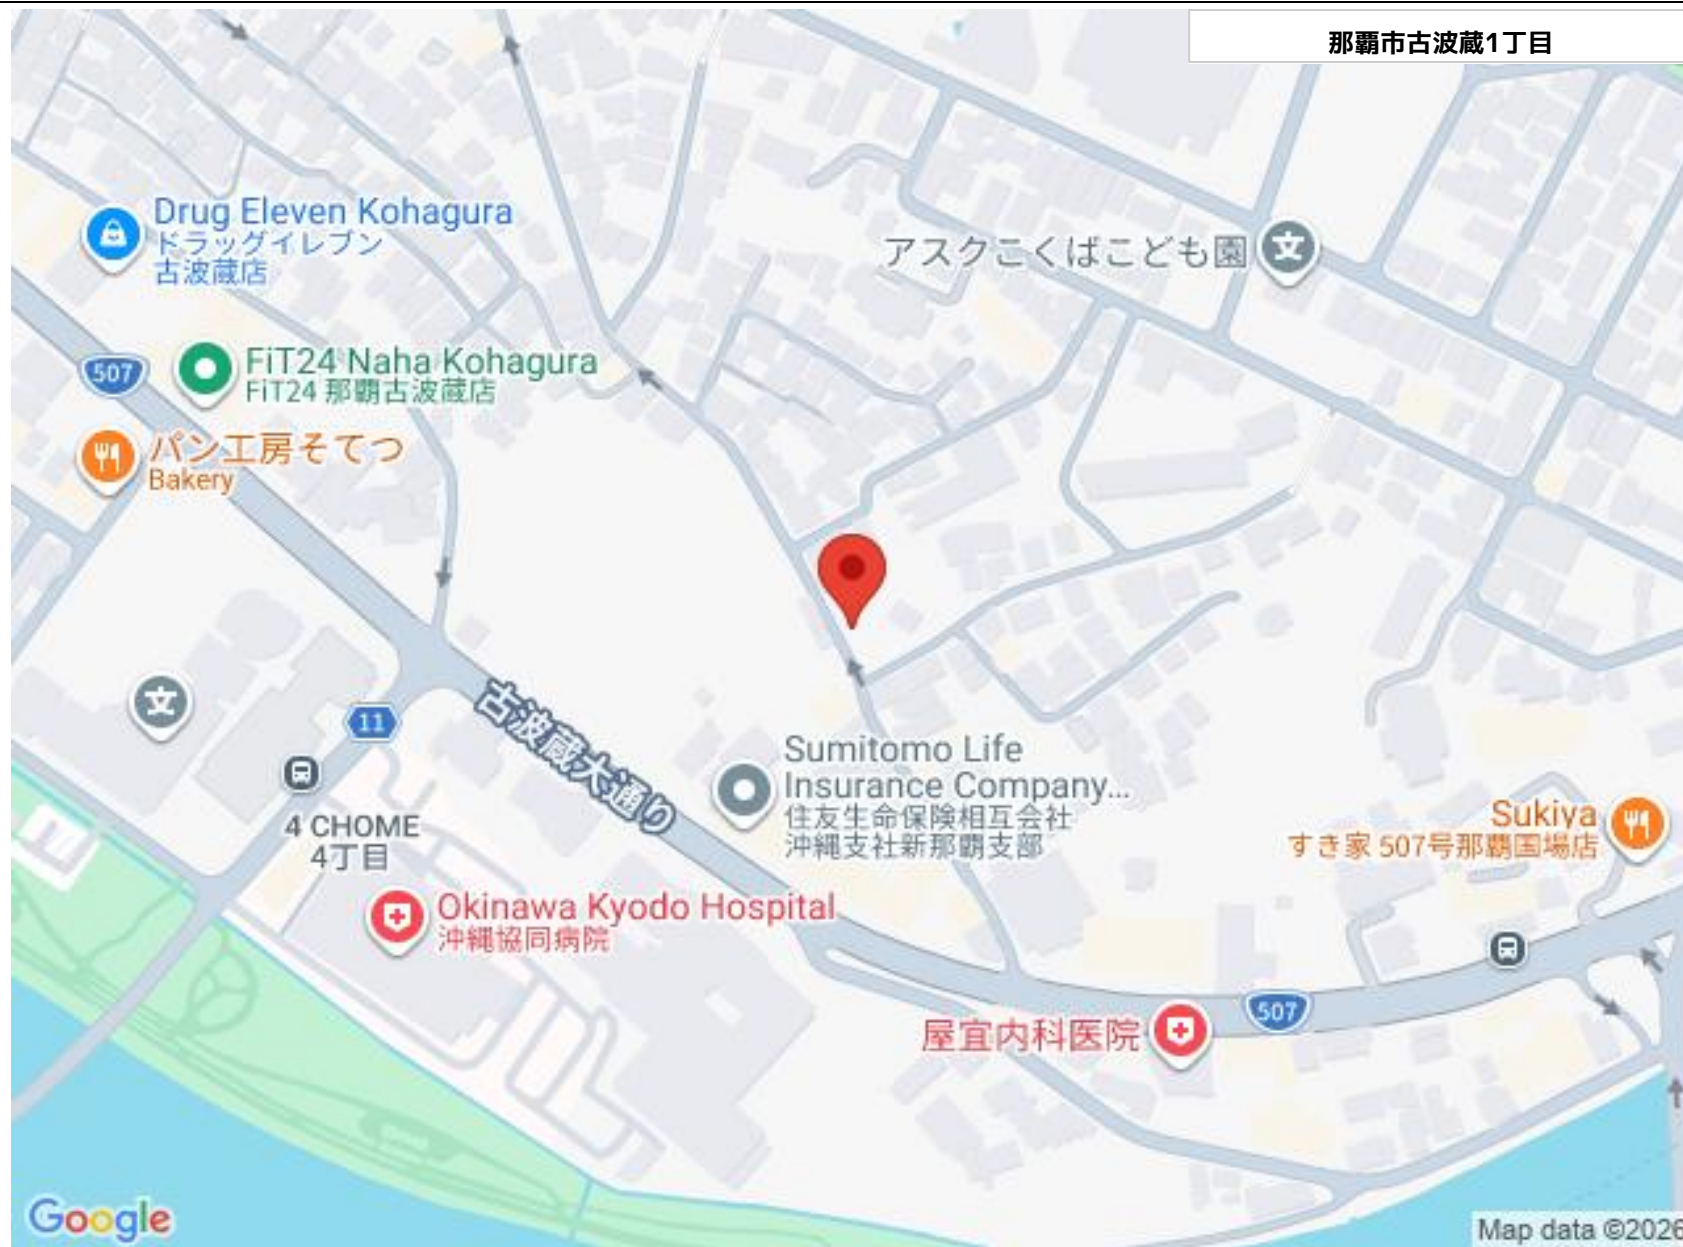 那覇市古波蔵1丁目
Drug Eleven Kohagura
ドラッグイレブン
古波蔵店
アスクこくばこども園
文
507
FiT24 Naha Kohagura
FiT24 那覇古波蔵店
パン工房そてつ
Bakery
文
11
古波蔵大通り
4 CHOME
4丁目
Sumitomo Life
Insurance Company...
住友生命保険相互会社
沖縄支社新那覇支部
Sukiya
すき家 507号那覇国場店
Okinawa Kyodo Hospital
沖縄協同病院
507
屋宜内科医院
Google
Map data ©2026